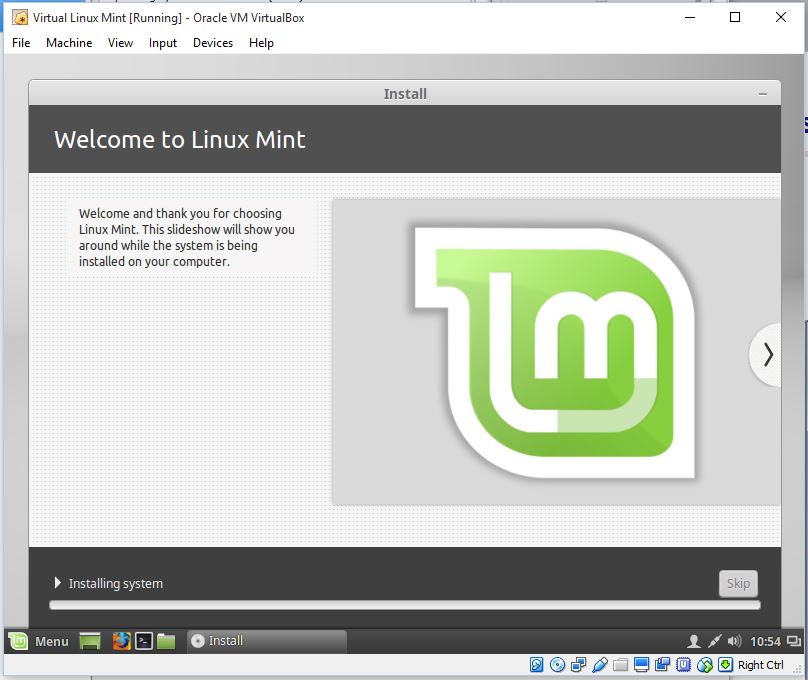 Virtual Linux Mint [Running] - Oracle VM VirtualBox
File Machine View Input Devices Help
Install
Welcome to Linux Mint
Welcome and thank you for choosing
Linux Mint. This slideshow will show you
around while the system is being
installed on your computer.
Installing system
Skip
Menu
Install
10:54
Right Ctrl